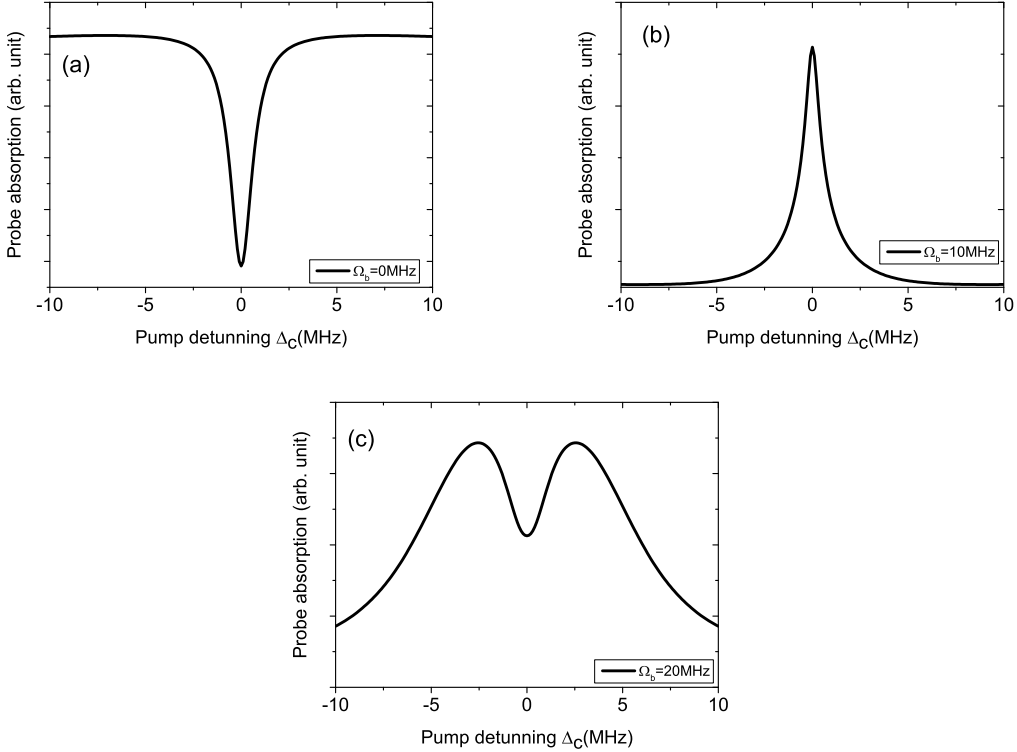 (a)
Probe absorption (arb. unit)
Ω_b=0MHz
-10 -5 0 5 10
Pump detunning Δ_C(MHz)
(b)
Probe absorption (arb. unit)
Ω_b=10MHz
-10 -5 0 5 10
Pump detunning Δ_C(MHz)
(c)
Probe absorption (arb. unit)
Ω_b=20MHz
-10 -5 0 5 10
Pump detunning Δ_C(MHz)